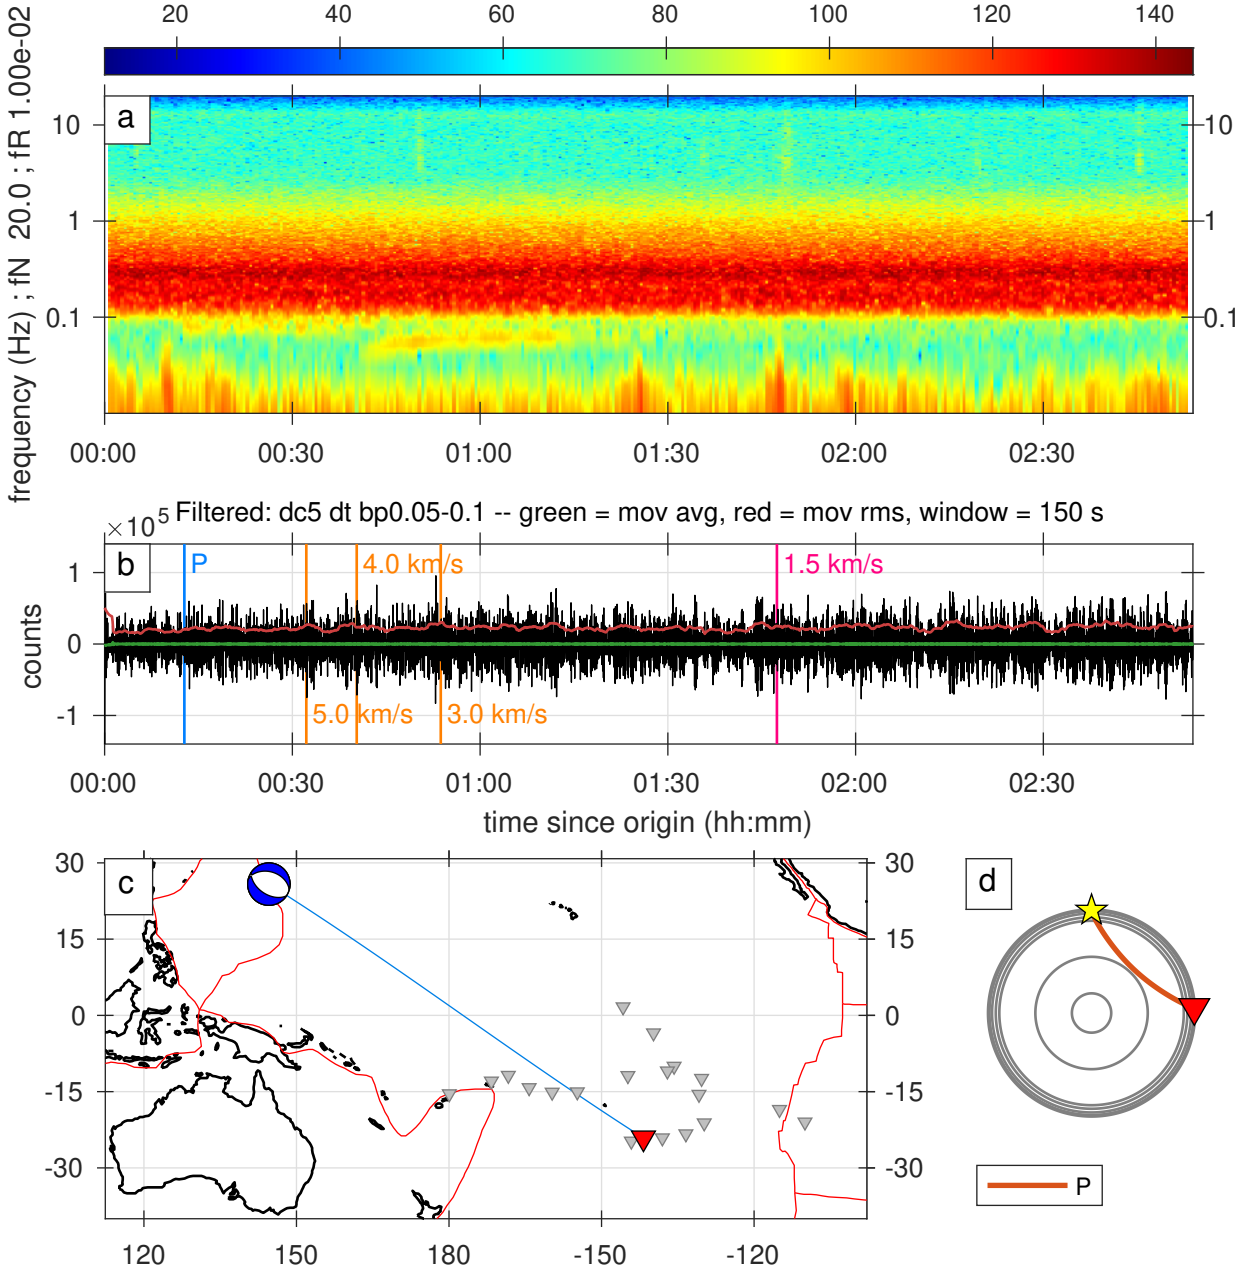 20 40 60 80 100 120 140
frequency (Hz) ; fN 20.0 ; fR 1.00e-02
a
10 10
1 1
0.1 0.1
00:00 00:30 01:00 01:30 02:00 02:30
×10^5 Filtered: dc5 dt bp0.05-0.1 -- green = mov avg, red = mov rms, window = 150 s
b
P 4.0 km/s 1.5 km/s
counts
1
0
-1
5.0 km/s 3.0 km/s
00:00 00:30 01:00 01:30 02:00 02:30
time since origin (hh:mm)
c
30 30
15 15
0 0
-15 -15
-30 -30
120 150 180 -150 -120
d
P